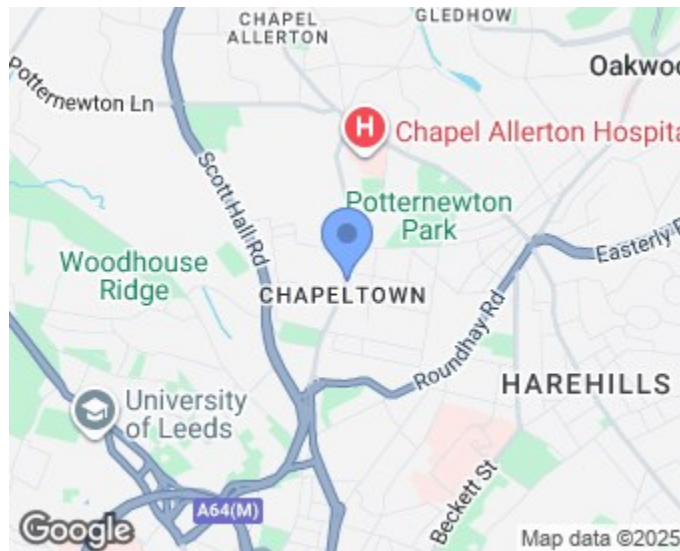 CHAPEL
ALLERTON
GLEDHOW
Oakwoo
Potternewton Ln
H
Chapel Allerton Hospita
Scott Hall Rd
Potternewton
Park
Easterly R
Woodhouse
Ridge
CHAPELTOWN
Roundhay Rd
HAREHILLS
University
of Leeds
Beckett St
A64(M)
Google
Map data ©2025